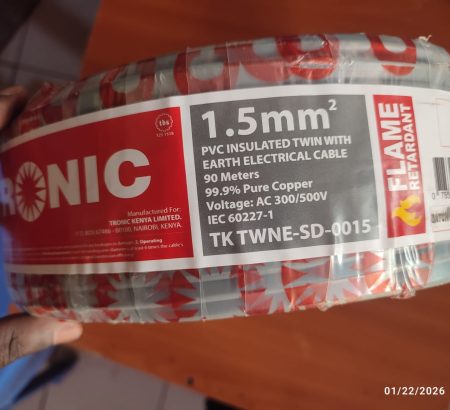 RONIC
tbs
Manufactured For:
TRONIC KENYA LIMITED.
NAIROBI, KENYA.
1.5mm²
PVC INSULATED TWIN WITH
EARTH ELECTRICAL CABLE
90 Meters
99.9% Pure Copper
Voltage: AC 300/500V
IEC 60227-1
TK TWNE-SD-0015
FLAME
RETARDANT
01/22/2026